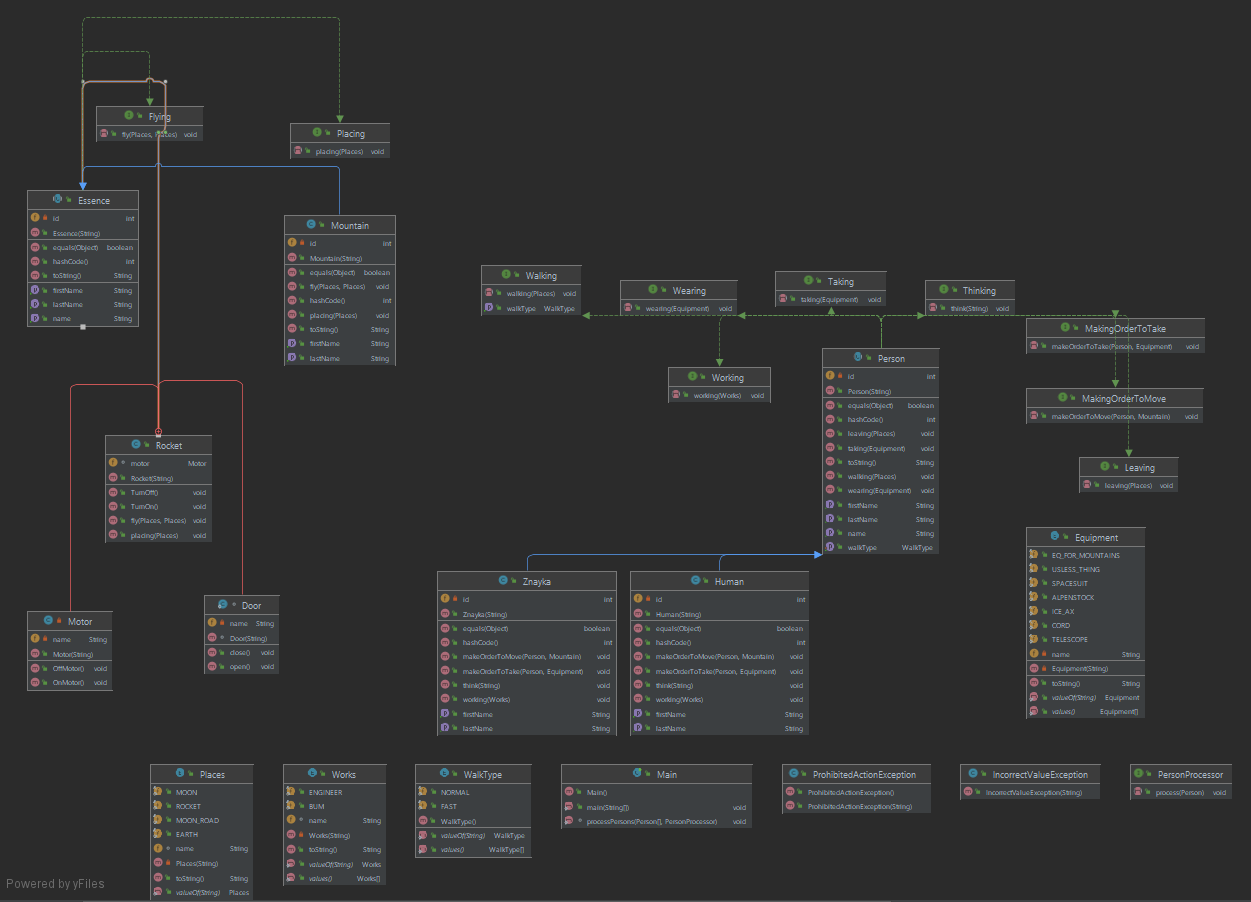 Flying
fly(Places, Places) void
Placing
placing(Places) void
Essence
id int
Essence(String)
equals(Object) boolean
hashCode() int
toString() String
firstName String
lastName String
name String
Mountain
id int
Mountain(String)
equals(Object) boolean
fly(Places, Places) void
hashCode() int
placing(Places) void
toString() String
firstName String
lastName String
Walking
walking(Places) void
walkType WalkType
Wearing
wearing(Equipment) void
Taking
taking(Equipment) void
Thinking
think(String) void
MakingOrderToTake
makeOrderToTake(Person, Equipment) void
Working
working(Works) void
Person
id int
Person(String)
equals(Object) boolean
hashCode() int
leaving(Places) void
taking(Equipment) void
toString() String
walking(Places) void
wearing(Equipment) void
firstName String
lastName String
name String
walkType WalkType
MakingOrderToMove
makeOrderToMove(Person, Mountain) void
Leaving
leaving(Places) void
Rocket
motor Motor
Rocket(String)
TurnOff() void
TurnOn() void
fly(Places, Places) void
placing(Places) void
Equipment
EQ_FOR_MOUNTAINS
USLESS_THING
SPACESUIT
ALPENSTOCK
ICE_AX
CORD
TELESCOPE
name String
Equipment(String)
toString() String
valueOf(String) Equipment
values() Equipment[]
Znayka
id int
Znayka(String)
equals(Object) boolean
hashCode() int
makeOrderToMove(Person, Mountain) void
makeOrderToTake(Person, Equipment) void
think(String) void
working(Works) void
firstName String
lastName String
Human
id int
Human(String)
equals(Object) boolean
hashCode() int
makeOrderToMove(Person, Mountain) void
makeOrderToTake(Person, Equipment) void
think(String) void
working(Works) void
firstName String
lastName String
Motor
name String
Motor(String)
OffMotor() void
OnMotor() void
Door
name String
Door(String)
close() void
open() void
Places
MOON
ROCKET
MOON_ROAD
EARTH
name String
Places(String)
toString() String
valueOf(String) Places
Works
ENGINEER
BUM
name String
Works(String)
toString() String
valueOf(String) Works
values() Works[]
WalkType
NORMAL
FAST
WalkType()
valueOf(String) WalkType
values() WalkType[]
Main
Main()
main(String[]) void
processPersons(Person[], PersonProcessor) void
ProhibitedActionException
ProhibitedActionException()
ProhibitedActionException(String)
IncorrectValueException
IncorrectValueException(String)
PersonProcessor
process(Person) void
Powered by yFiles